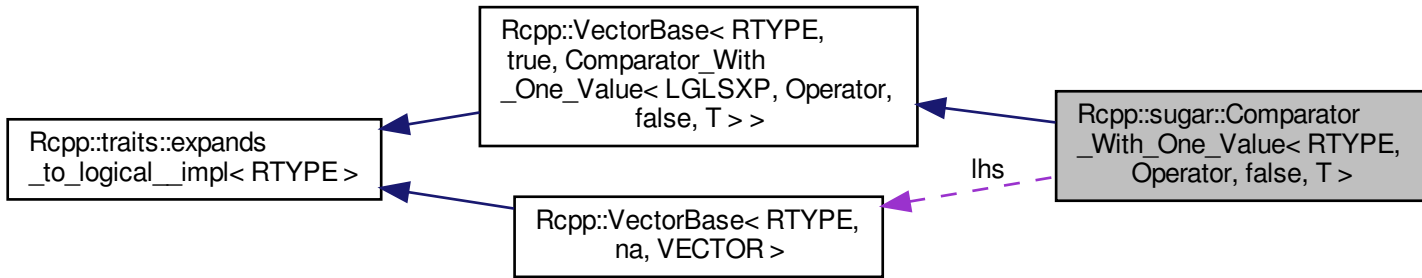 Rcpp::VectorBase< RTYPE,
true, Comparator_With
_One_Value< LGLSXP, Operator,
false, T > >
Rcpp::sugar::Comparator
_With_One_Value< RTYPE,
Operator, false, T >
Rcpp::traits::expands
_to_logical__impl< RTYPE >
lhs
Rcpp::VectorBase< RTYPE,
na, VECTOR >